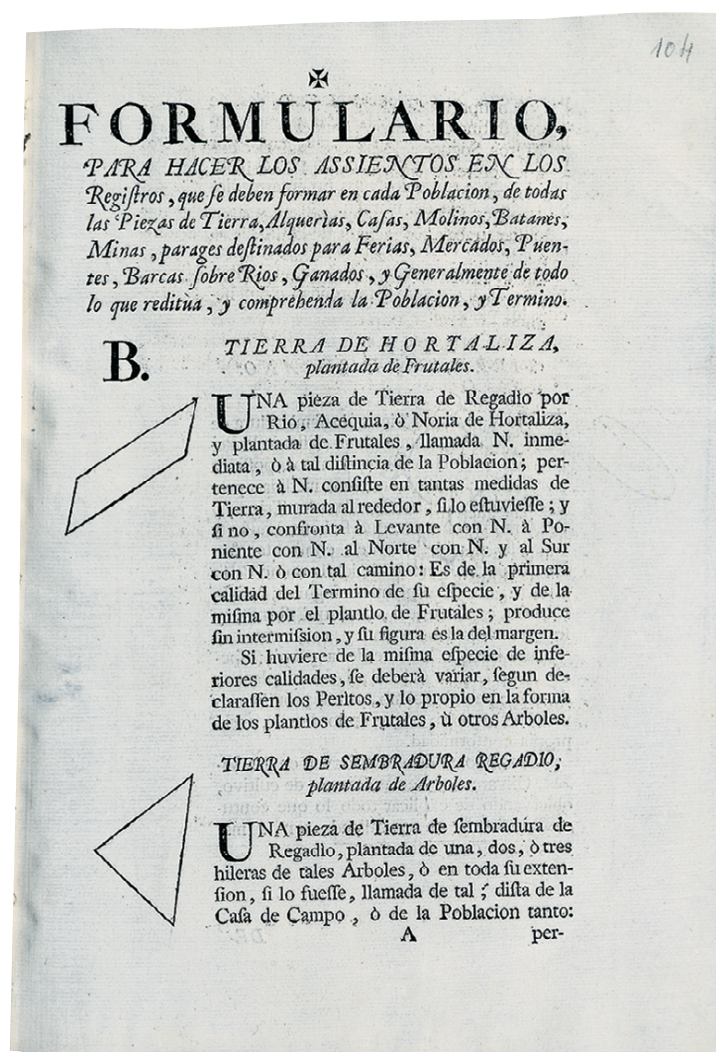 104
✠
FORMULARIO,
PARA HACER LOS ASSIENTOS EN LOS
Regiſtros, que ſe deben formar en cada Poblacion, de todas
las Piezas de Tierra, Alquerìas, Caſas, Molinos, Batanes,
Minas, parages deſtinados para Ferias, Mercados, Puen-
tes, Barcas ſobre Rios, Ganados, y Generalmente de todo
lo que reditùa, y comprehenda la Poblacion, y Termino.
B.
TIERRA DE HORTALIZA,
plantada de Frutales.
UNA pieza de Tierra de Regadìo por
Rio, Acequia, ò Noria de Hortaliza,
y plantada de Frutales, llamada N. inme-
diata, ò à tal diſtincia de la Poblacion; per-
tenece à N. conſiſte en tantas medidas de
Tierra, murada al rededor, ſi lo eſtuvieſſe; y
ſi no, confronta à Levante con N. à Po-
niente con N. al Norte con N. y al Sur
con N. ò con tal camino: Es de la primera
calidad del Termino de ſu eſpecie, y de la
miſma por el plantìo de Frutales; produce
ſin intermiſsion, y ſu figura es la del margen.
Si huviere de la miſma eſpecie de infe-
riores calidades, ſe deberà variar, ſegun de-
claraſſen los Peritos, y lo propio en la forma
de los plantìos de Frutales, ù otros Arboles.
TIERRA DE SEMBRADURA REGADIO,
plantada de Arboles.
UNA pieza de Tierra de ſembradura de
Regadìo, plantada de una, dos, ò tres
hileras de tales Arboles, ò en toda ſu exten-
ſion, ſi lo fueſſe, llamada de tal; diſta de la
Caſa de Campo, ò de la Poblacion tanto:
A per-